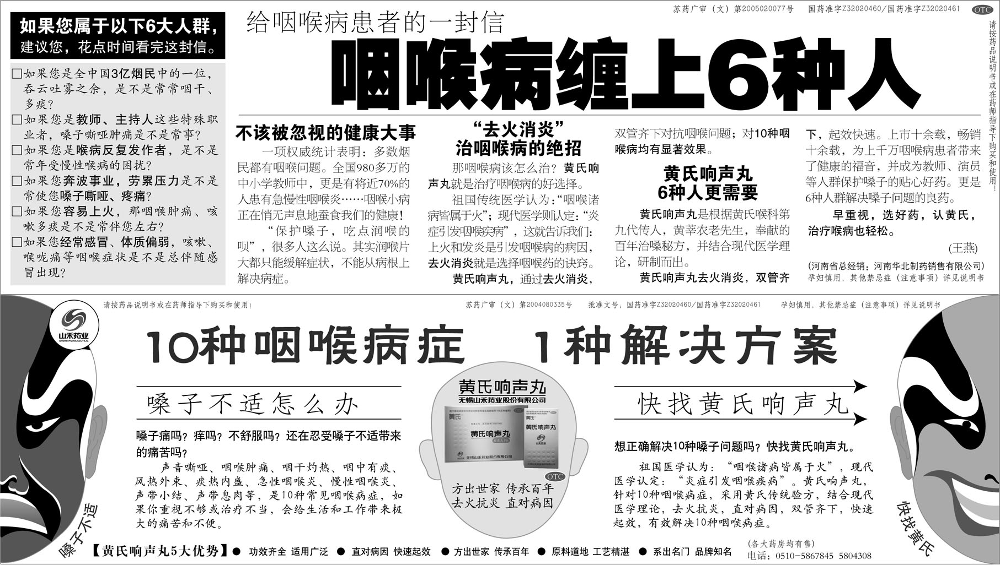 苏药广审（文）第2005020077号 国药准字Z32020460/国药准字Z32020461 OTC
请按药品说明书或在药师指导下购买和使用！
如果您属于以下6大人群，
建议您，花点时间看完这封信。
□如果您是全中国3亿烟民中的一位，
吞云吐雾之余，是不是常常咽干、
多痰？
□如果您是教师、主持人这些特殊职
业者，嗓子嘶哑肿痛是不是常事？
□如果您是喉病反复发作者，是不是
常年受慢性喉病的困扰？
□如果您奔波事业，劳累压力是不是
常使您嗓子嘶哑、疼痛？
□如果您容易上火，那咽喉肿痛、咳
嗽多痰是不是常伴您左右？
□如果您经常感冒、体质偏弱，咳嗽、
喉咙痛等咽喉症状是不是总伴随感
冒出现？
给咽喉病患者的一封信
咽喉病缠上6种人
不该被忽视的健康大事
一项权威统计表明：多数烟
民都有咽喉问题。全国980多万的
中小学教师中，更是有将近70%的
人患有急慢性咽喉炎……咽喉小病
正在悄无声息地蚕食我们的健康！
“保护嗓子，吃点润喉的
呗”，很多人这么说。其实润喉片
大都只能缓解症状，不能从病根上
解决病症。
“去火消炎”
治咽喉病的绝招
那咽喉病该怎么治？黄氏响
声丸就是治疗咽喉病的好选择。
祖国传统医学认为：“咽喉诸
病皆属于火”；现代医学则认定：“炎
症引发咽喉疾病”，这就告诉我们：
上火和发炎是引发咽喉病的病因，
去火消炎就是选择咽喉药的诀窍。
黄氏响声丸，通过去火消炎，
双管齐下对抗咽喉问题；对10种咽
喉病均有显著效果。
黄氏响声丸
6种人更需要
黄氏响声丸是根据黄氏喉科第
九代传人，黄莘农老先生，奉献的
百年治嗓秘方，并结合现代医学理
论，研制而出。
黄氏响声丸去火消炎，双管齐
下，起效快速。上市十余载，畅销
十余载，为上千万咽喉病患者带来
了健康的福音，并成为教师、演员
等人群保护嗓子的贴心好药。更是
6种人群解决嗓子问题的良药。
早重视，选好药，认黄氏，
治疗喉病也轻松。
(王燕)
(河南省总经销：河南华北制药销售有限公司)
孕妇慎用，其他禁忌症（注意事项）详见说明书
山禾药业
SHANHE PHARMACEUTICAL
请按药品说明书或在药师指导下购买和使用！
苏药广审（文）第2004080335号 批准文号：国药准字Z32020460/国药准字Z32020461 孕妇慎用，其他禁忌症（注意事项）详见说明书
10种咽喉病症 1种解决方案
嗓子不适怎么办
嗓子痛吗？痒吗？不舒服吗？还在忍受嗓子不适带来
的痛苦吗？
声音嘶哑、咽喉肿痛、咽干灼热、咽中有痰、
风热外束、痰热内盛、急性咽喉炎、慢性咽喉炎、
声带小结、声带息肉等，是10种常见咽喉病症，如
果你重视不够或治疗不当，会给生活和工作带来极
大的痛苦和不便。
嗓子不适
黄氏响声丸
无锡山禾药业股份有限公司
黄氏
黄氏响声丸
无锡山禾药业股份有限公司
黄氏
黄氏响声丸
山禾药业
OTC
方出世家 传承百年
去火抗炎 直对病因
快找黄氏响声丸
想正确解决10种嗓子问题吗？快找黄氏响声丸。
祖国医学认为：“咽喉诸病皆属于火”，现代
医学认定：“炎症引发咽喉疾病”。黄氏响声丸，
针对10种咽喉病症，采用黄氏传统验方，结合现代
医学理论，去火抗炎，直对病因，双管齐下，快速
起效，有效解决10种咽喉病症。
快找黄氏
【黄氏响声丸5大优势】● 功效齐全 适用广泛 ● 直对病因 快速起效 ● 方出世家 传承百年 ● 原料道地 工艺精湛 ● 系出名门 品牌知名
(各大药房均有售)
电话：0510-5867845 5804308